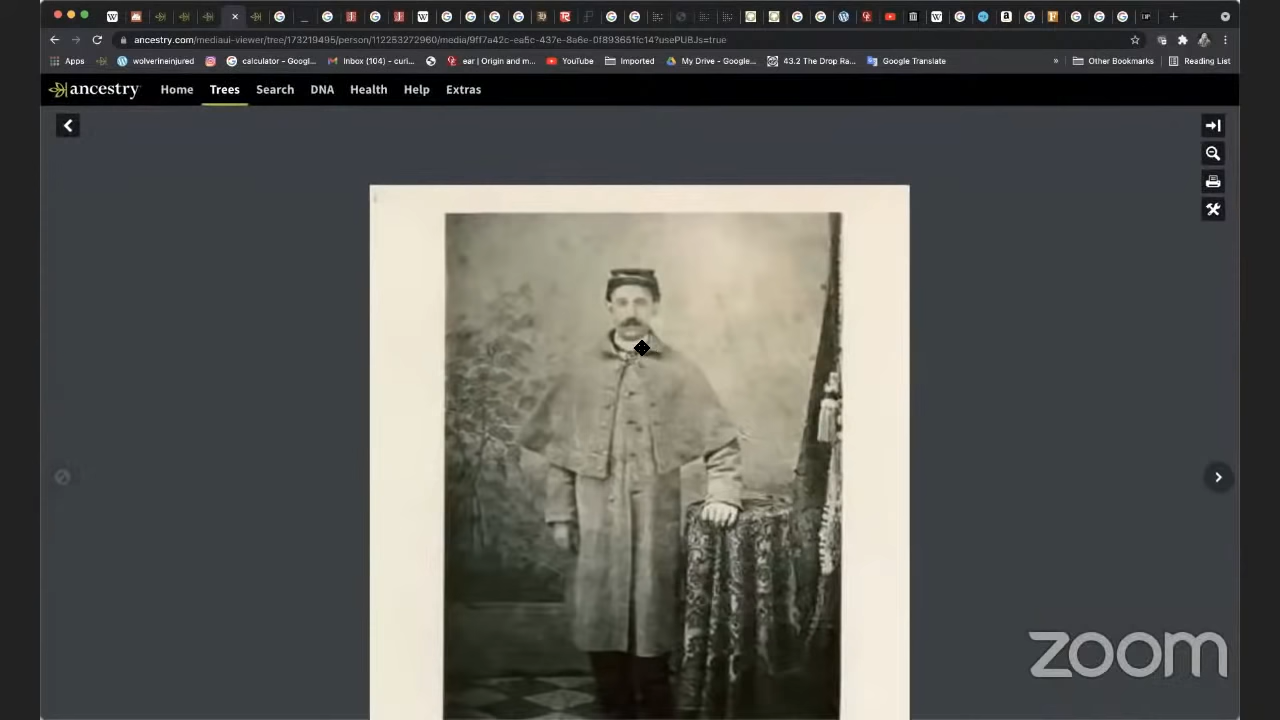 ancestry.com/mediaui-viewer/tree/173219495/person/112253272960/media/9ff7a42c-ea5c-437e-8a6e-0f893651fc14?usePUBJs=true
Apps
wolverineinjured
calculator - Googl...
Inbox (104) - curi...
ear | Origin and m...
YouTube
Imported
My Drive - Google...
43.2 The Drop Ra...
Google Translate
»
Other Bookmarks
Reading List
ancestry
Home
Trees
Search
DNA
Health
Help
Extras
zoom